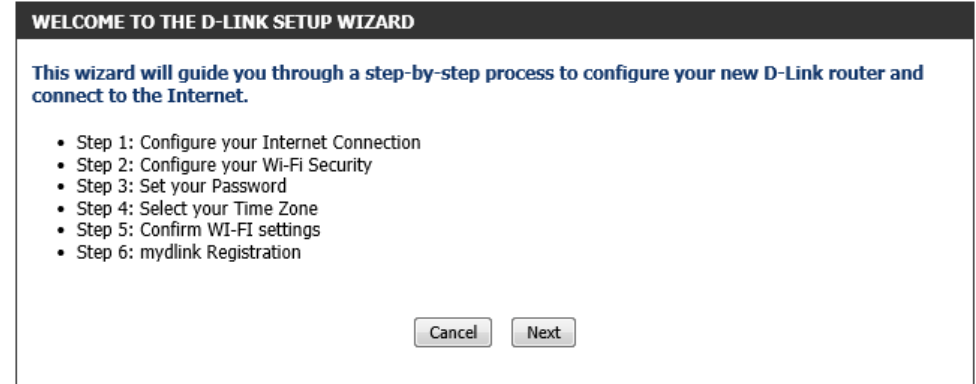 WELCOME TO THE D-LINK SETUP WIZARD
This wizard will guide you through a step-by-step process to configure your new D-Link router and
connect to the Internet.
• Step 1: Configure your Internet Connection
• Step 2: Configure your Wi-Fi Security
• Step 3: Set your Password
• Step 4: Select your Time Zone
• Step 5: Confirm WI-FI settings
• Step 6: mydlink Registration
Cancel Next